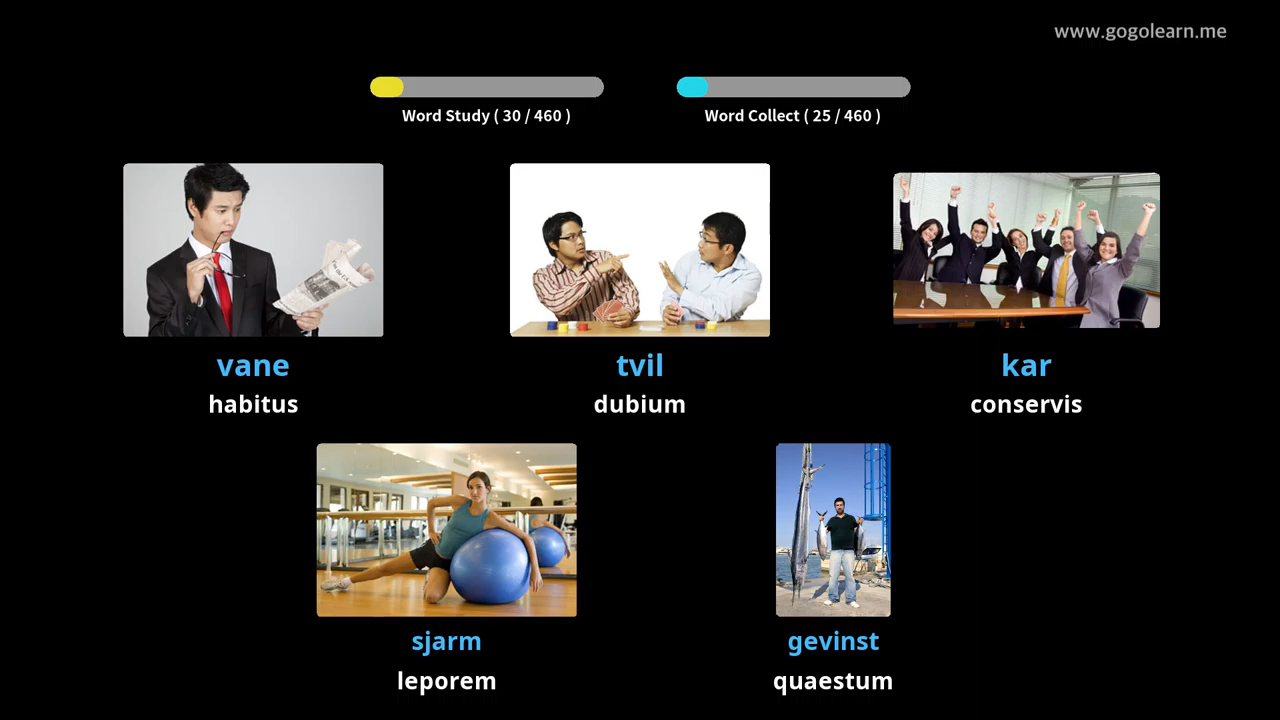 www.gogolearn.me
Word Study ( 30 / 460 )
Word Collect ( 25 / 460 )
vane
habitus
tvil
dubium
kar
conservis
sjarm
leporem
gevinst
quaestum